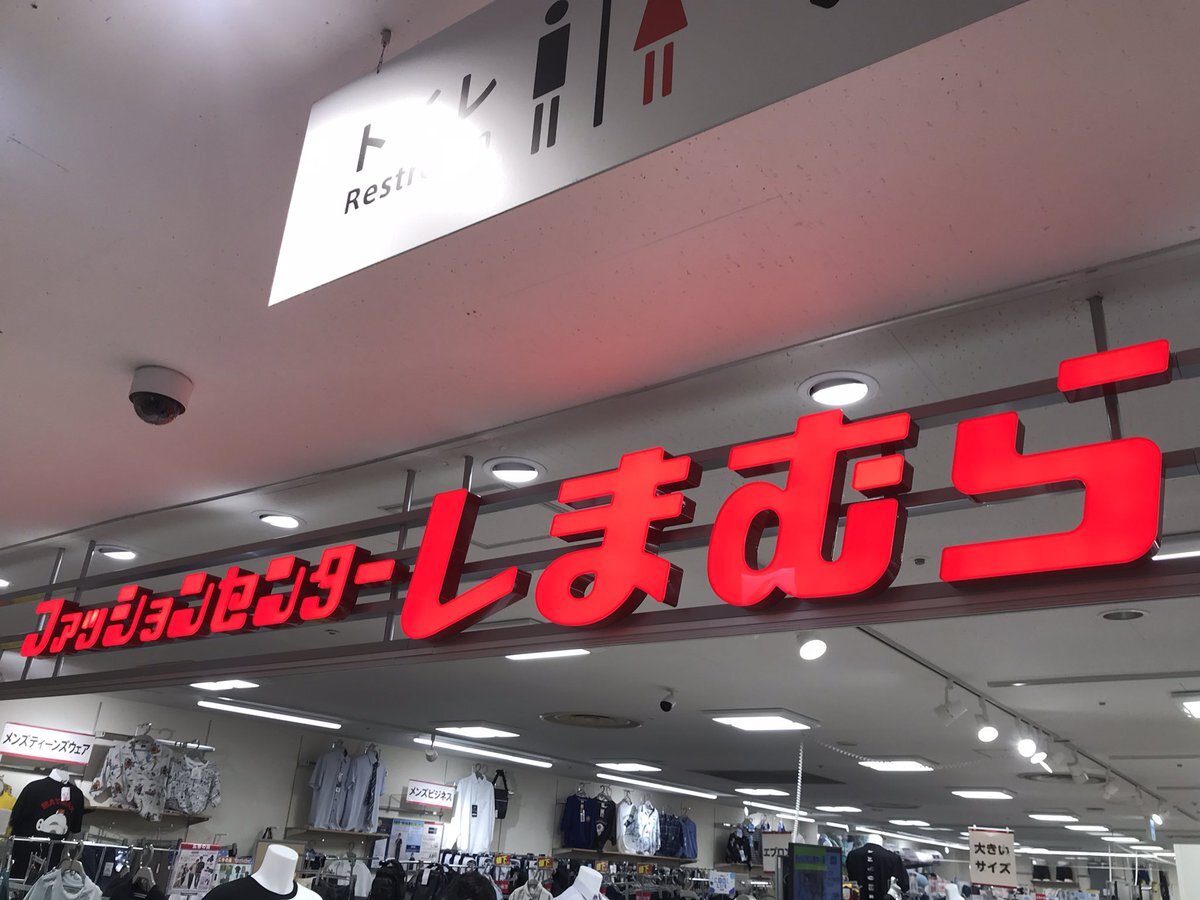 トイレ
ファッションセンターしまむら
メンズティーンズウェア
メンズビジネス
大きい
サイズ